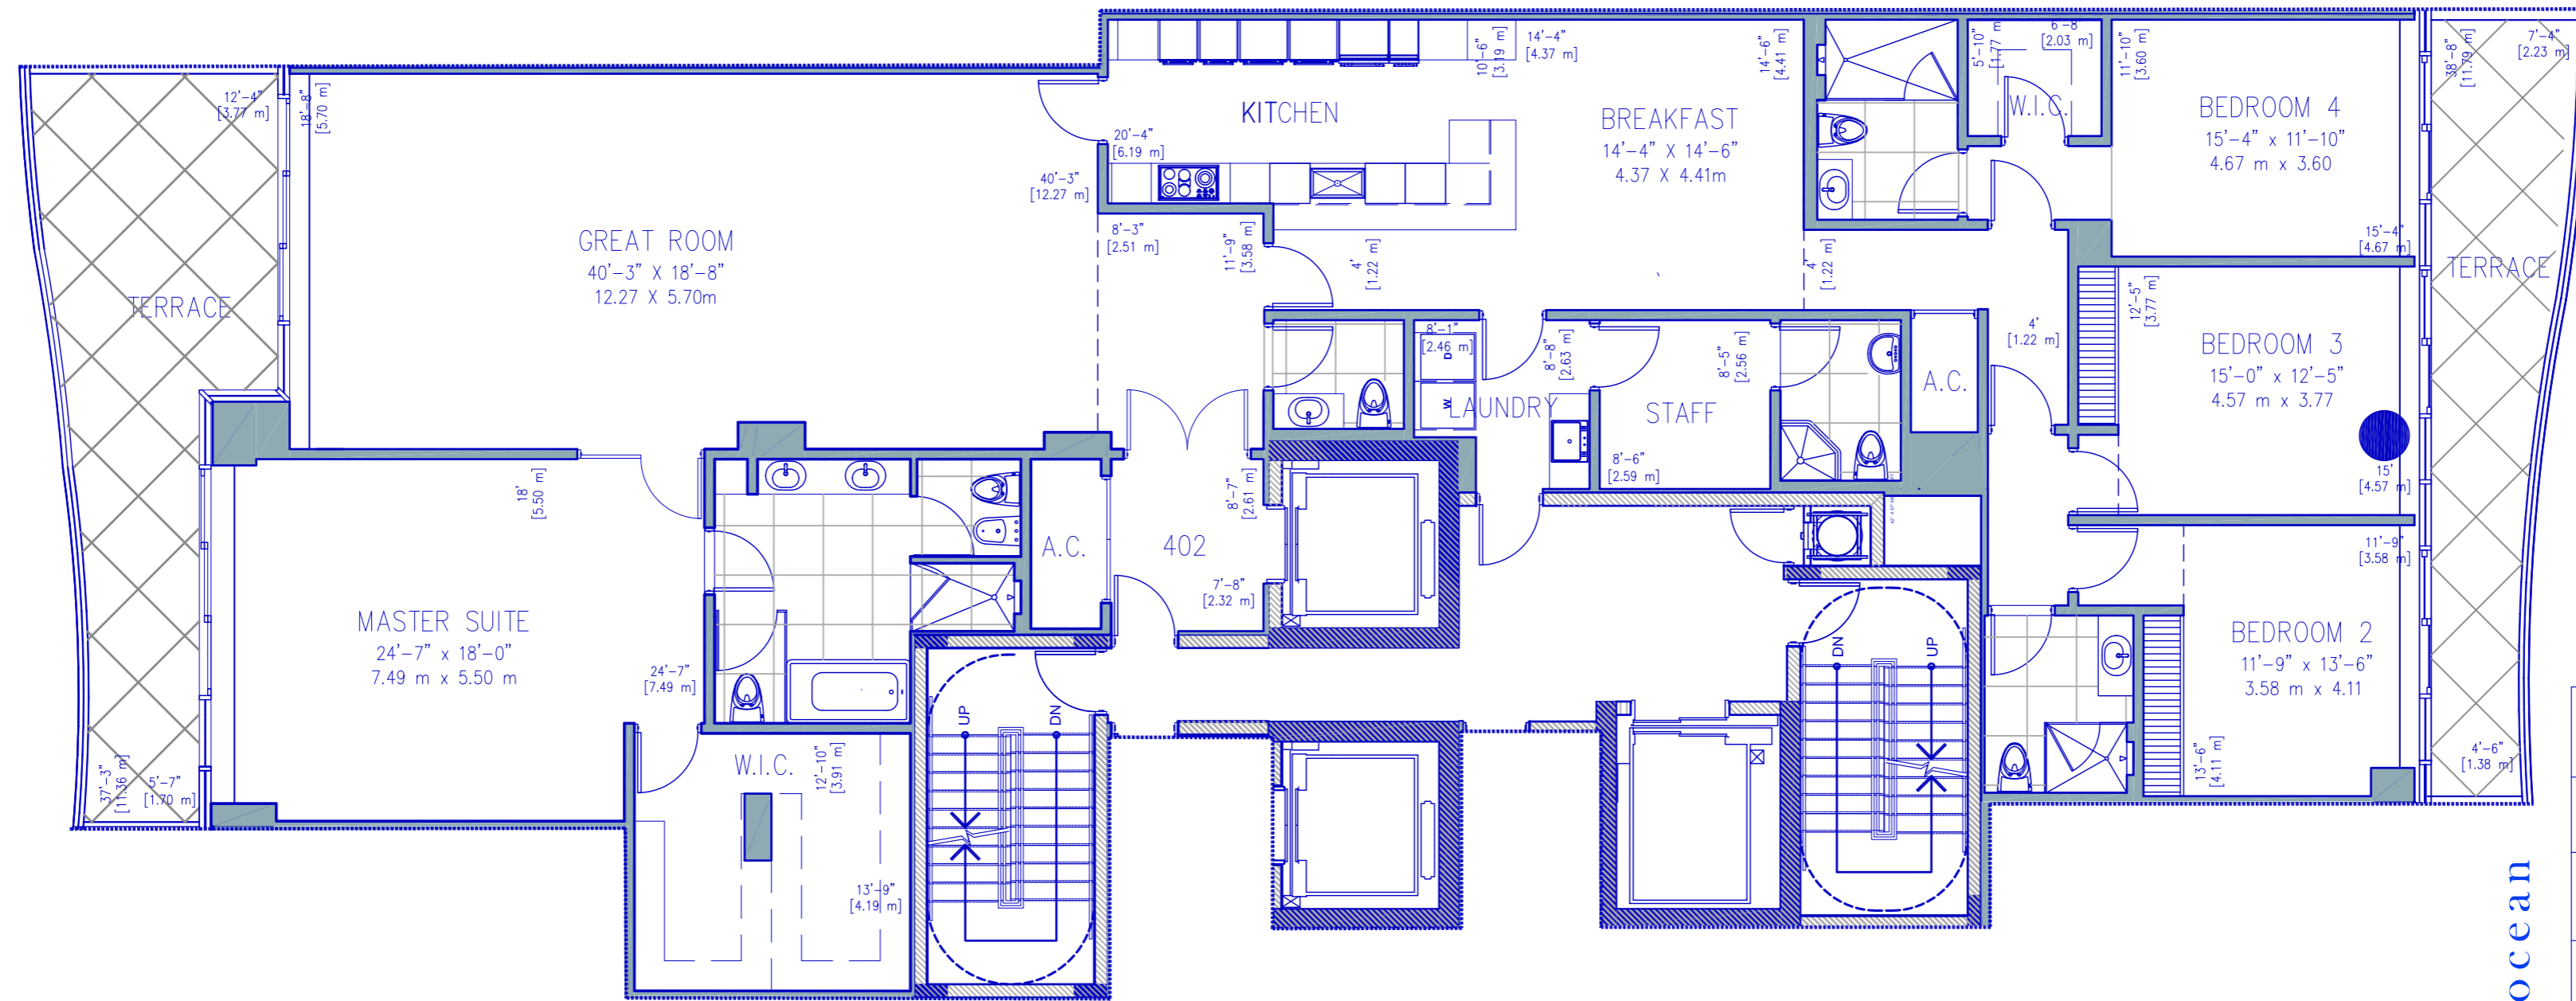 14'-4"
[4.37 m]
10'-6"
[3.19 m]
14'-6"
[4.41 m]
5'-10"
[1.77 m
6'-8"
[2.03 m]
11'-10"
[3.60 m]
38'-8"
[11.79 m]
7'-4"
[2.23 m]
12'-4"
[3.77 m]
18'-8"
[5.70 m]
KITCHEN
BREAKFAST
14'-4" X 14'-6"
4.37 X 4.41m
W.I.C.
BEDROOM 4
15'-4" x 11'-10"
4.67 m x 3.60
20'-4"
[6.19 m]
40'-3"
[12.27 m]
GREAT ROOM
40'-3" X 18'-8"
12.27 X 5.70m
8'-3"
[2.51 m]
11'-9"
[3.58 m]
4'
[1.22 m]
4'
[1.22 m]
15'-4"
[4.67 m]
TERRACE
TERRACE
12'-5"
[3.77 m]
4'
[1.22 m]
BEDROOM 3
15'-0" x 12'-5"
4.57 m x 3.77
8'-1"
[2.46 m]
D
W
8'-8"
[2.63 m]
8'-5"
[2.56 m]
A.C.
LAUNDRY
STAFF
8'-6"
[2.59 m]
15'
[4.57 m]
18'
[5.50 m]
8'-7"
[2.61 m]
A.C.
402
7'-8"
[2.32 m]
11'-9"
[3.58 m]
MASTER SUITE
24'-7" x 18'-0"
7.49 m x 5.50 m
24'-7"
[7.49 m]
BEDROOM 2
11'-9" x 13'-6"
3.58 m x 4.11
DN
UP
UP
DN
W.I.C.
12'-10"
[3.91 m]
37'-3"
[11.36 m]
5'-7"
[1.70 m]
13'-6"
[4.11 m]
4'-6"
[1.38 m]
13'-9"
[4.19 m]
ocean